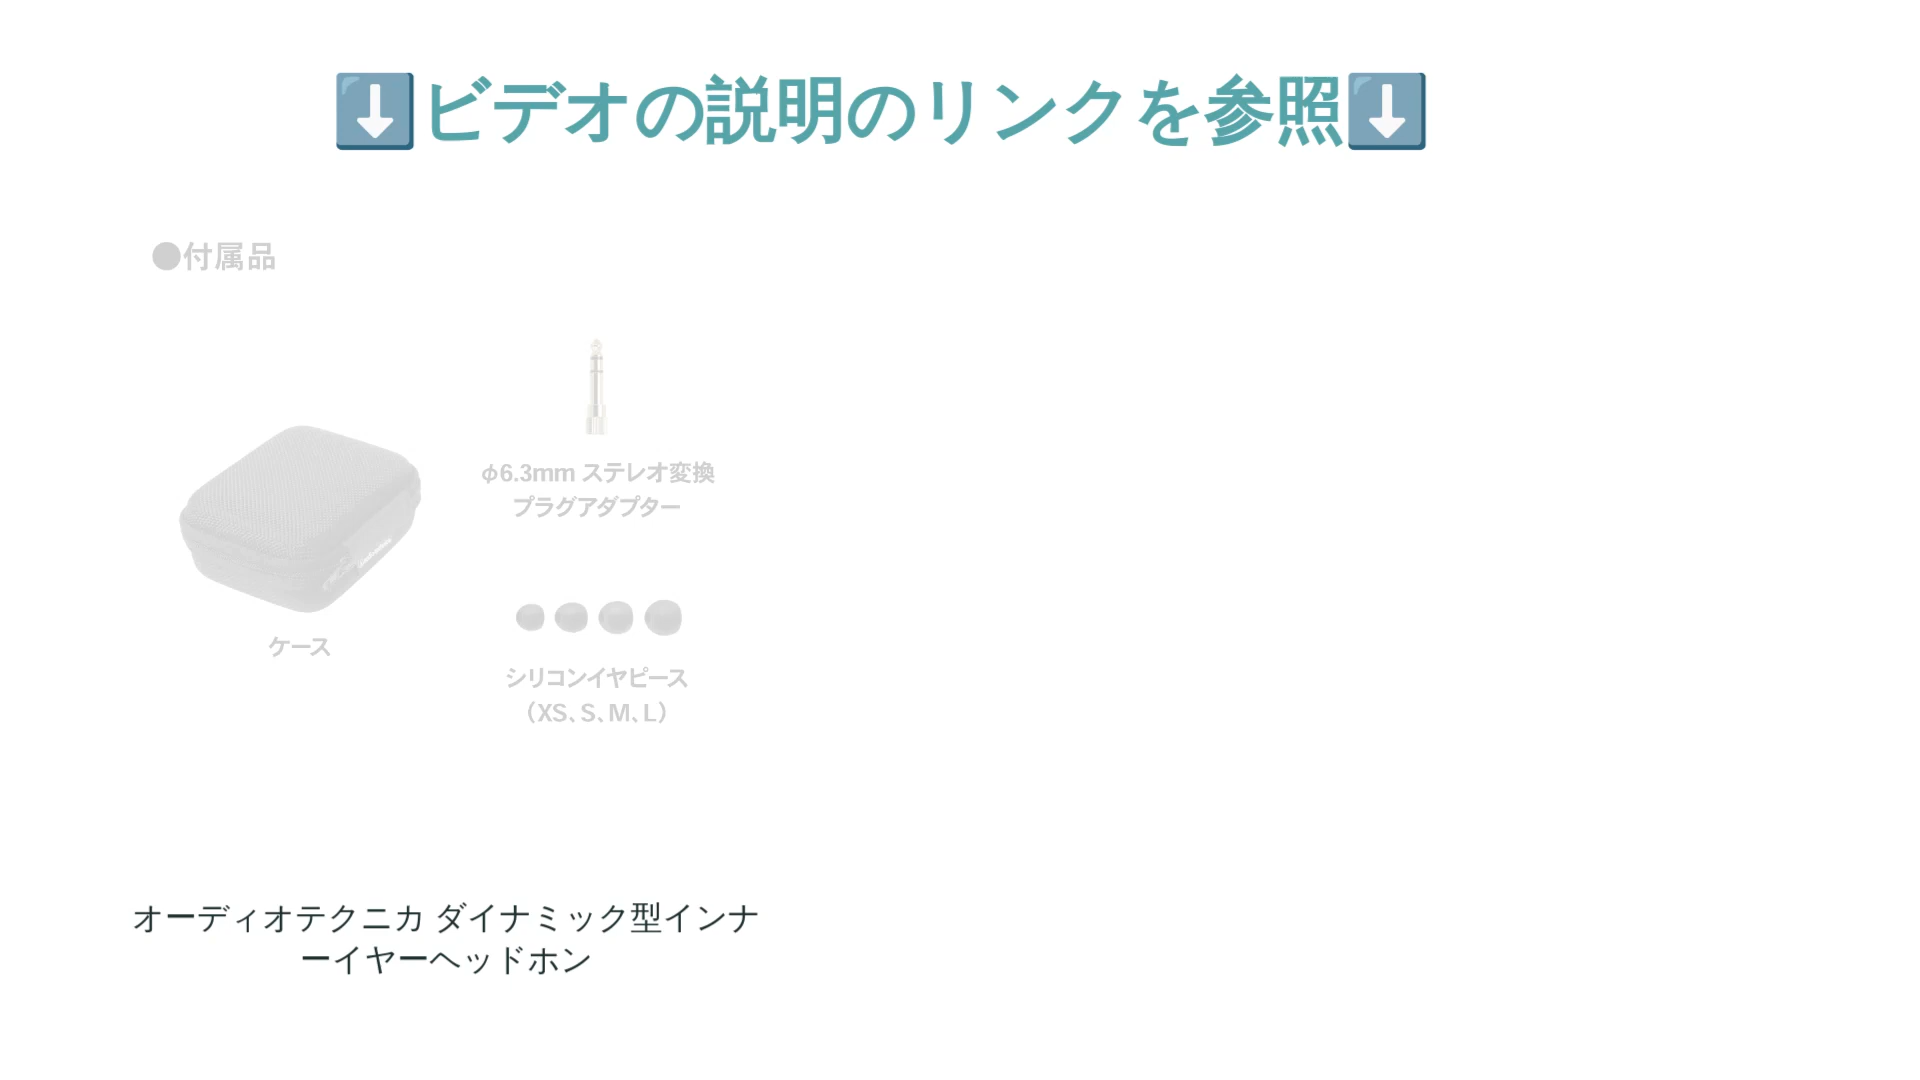 ⬇️ビデオの説明のリンクを参照⬇️
●付属品
φ6.3mm ステレオ変換
プラグアダプター
ケース
シリコンイヤピース
（XS、S、M、L）
オーディオテクニカ ダイナミック型インナ
ーイヤーヘッドホン